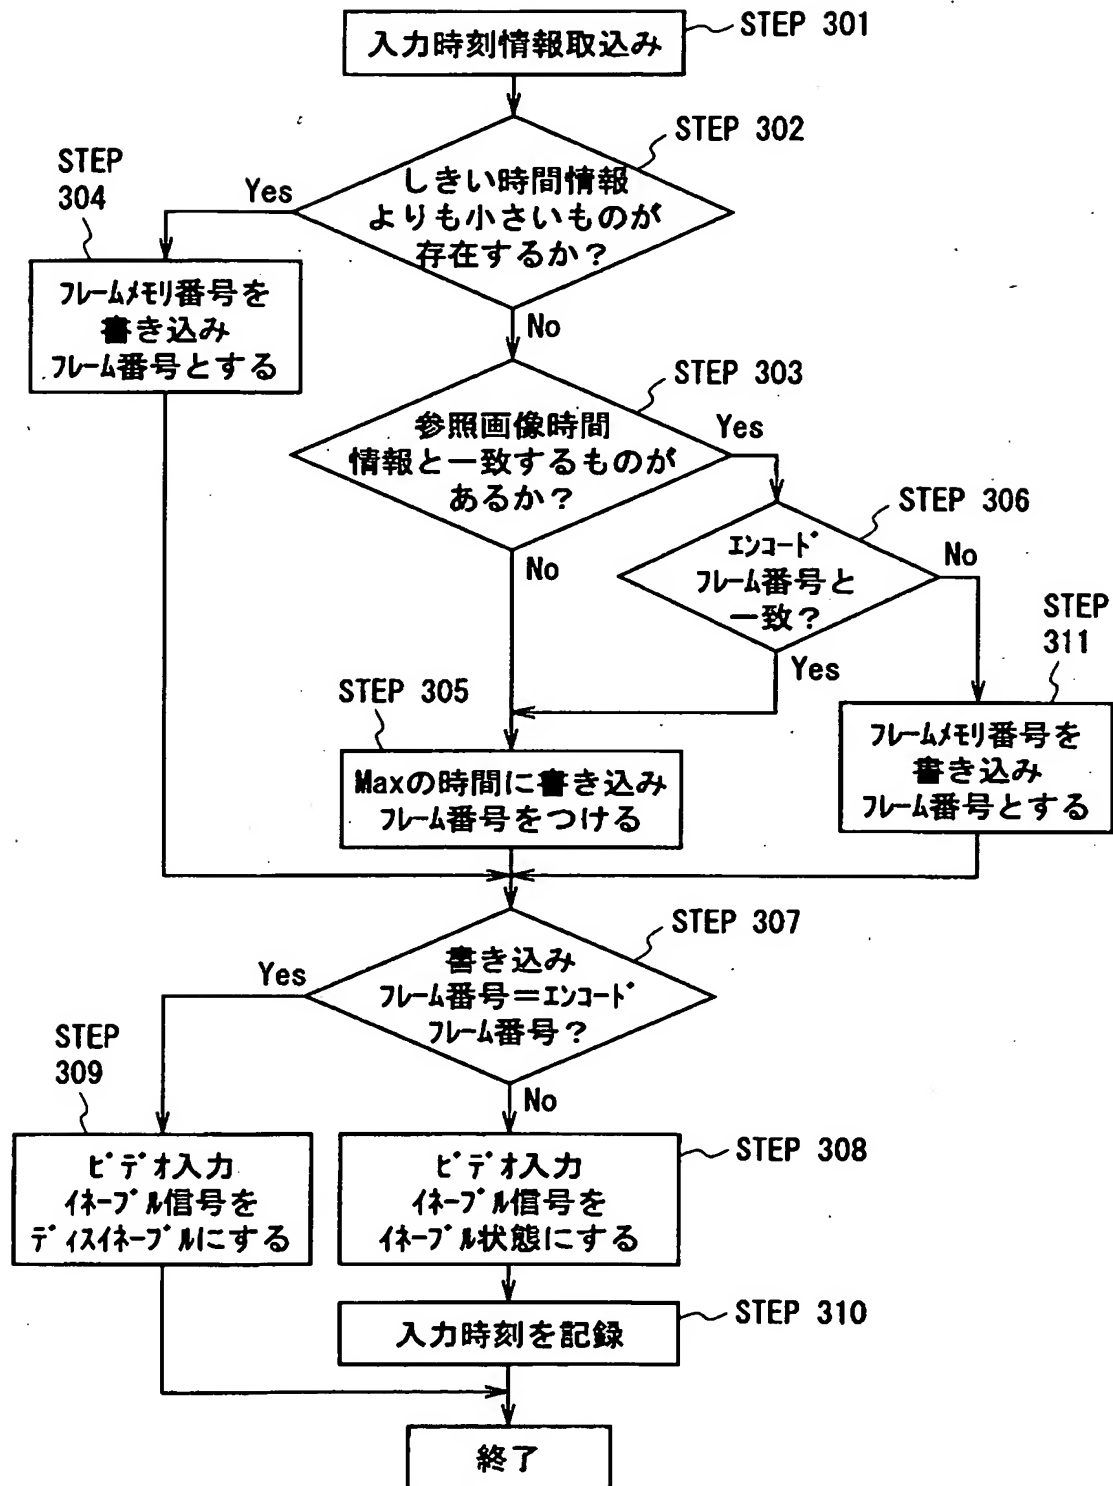 入力時刻情報取込み
STEP 301
STEP 302
しきい時間情報
よりも小さいものが
存在するか?
Yes
No
STEP
304
フレームメモリ番号を
書き込み
フレーム番号とする
STEP 303
参照画像時間
情報と一致するものが
あるか?
Yes
No
STEP 306
エンコード
フレーム番号と
一致?
No
Yes
STEP
311
フレームメモリ番号を
書き込み
フレーム番号とする
STEP 305
Maxの時間に書き込み
フレーム番号をつける
STEP 307
書き込み
フレーム番号=エンコード
フレーム番号?
Yes
No
STEP
309
ビデオ入力
イネーブル信号を
ディスイネーブルにする
STEP 308
ビデオ入力
イネーブル信号を
イネーブル状態にする
STEP 310
入力時刻を記録
終了